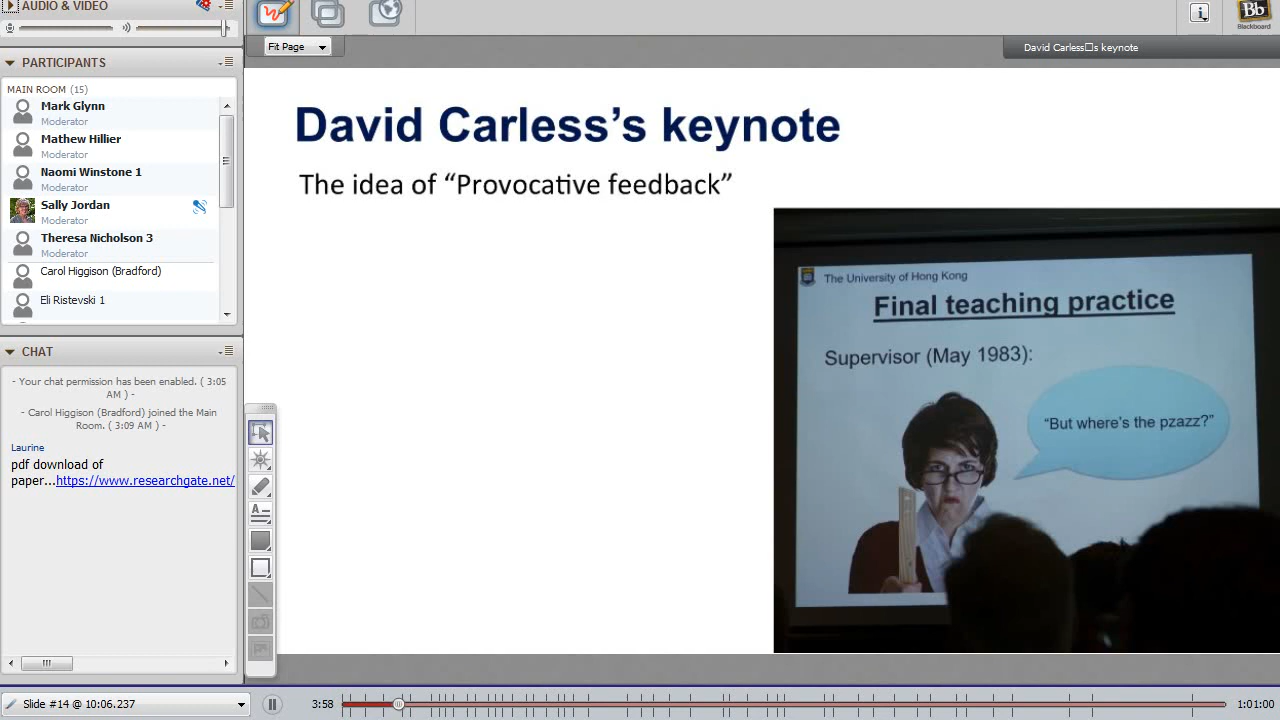 AUDIO & VIDEO
Bb
Blackboard
Fit Page
David Carless□s keynote
PARTICIPANTS
MAIN ROOM (15)
Mark Glynn
Moderator
Mathew Hillier
Moderator
Naomi Winstone 1
Moderator
Sally Jordan
Moderator
Theresa Nicholson 3
Moderator
Carol Higgison (Bradford)
Eli Ristevski 1
CHAT
- Your chat permission has been enabled. ( 3:05
AM ) -
- Carol Higgison (Bradford) joined the Main
Room. ( 3:09 AM ) -
Laurine
pdf download of
paper...https://www.researchgate.net/
David Carless’s keynote
The idea of “Provocative feedback”
The University of Hong Kong
Final teaching practice
Supervisor (May 1983):
“But where’s the pzazz?”
Slide #14 @ 10:06.237
3:58
1:01:00